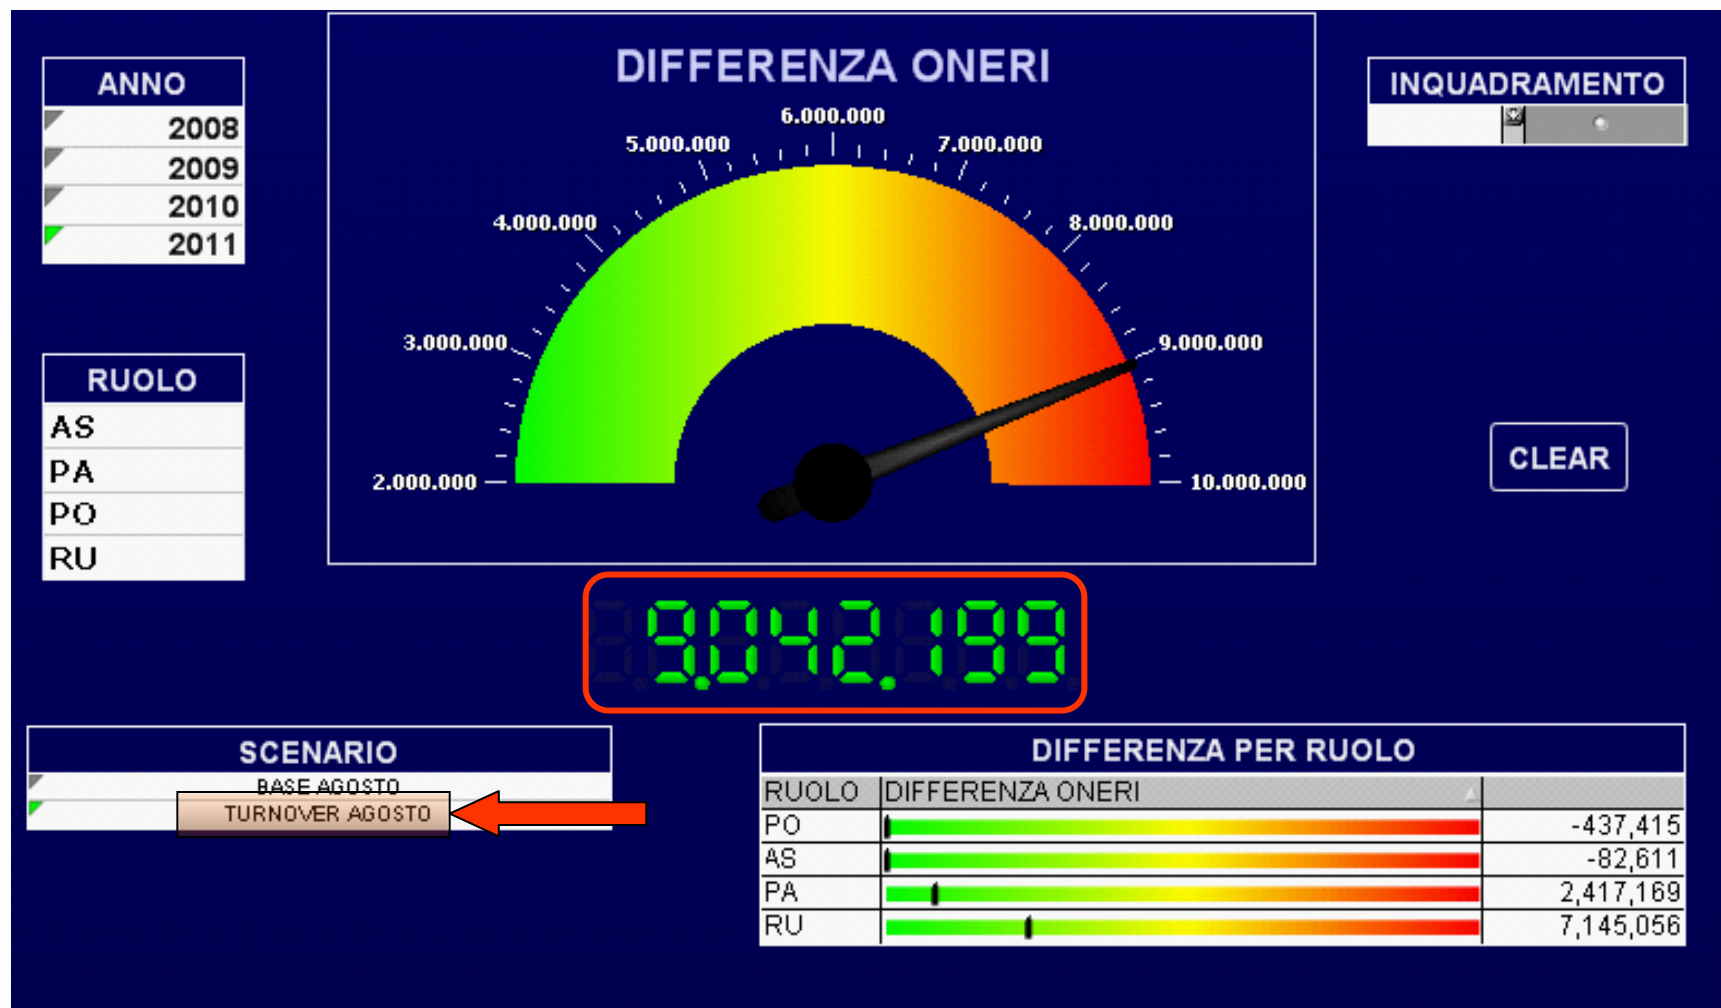 ANNO
2008
2009
2010
2011
DIFFERENZA ONERI
2.000.000
3.000.000
4.000.000
5.000.000
6.000.000
7.000.000
8.000.000
9.000.000
10.000.000
INQUADRAMENTO
RUOLO
AS
PA
PO
RU
CLEAR
9.042.199
SCENARIO
BASE AGOSTO
TURNOVER AGOSTO
DIFFERENZA PER RUOLO
RUOLO DIFFERENZA ONERI
PO -437,415
AS -82,611
PA 2,417,169
RU 7,145,056